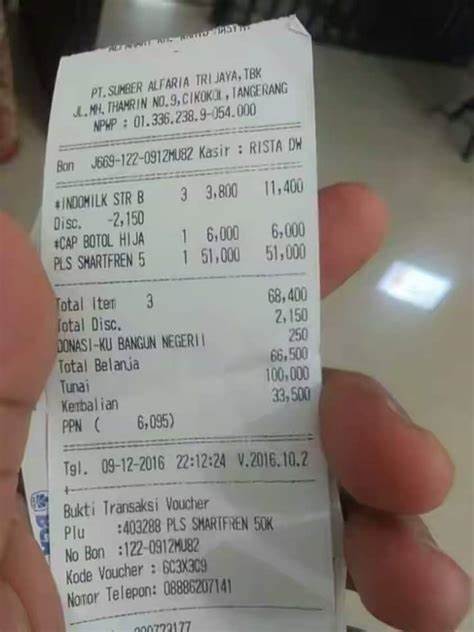 PT.SUMBER ALFARIA TRIJAYA,TBK
JL.MH.THAMRIN NO.9,CIKOKOL,TANGERANG
NPWP : 01.336.238.9-054.000
Bon J669-122-0912MU82 Kasir : RISTA DW
*INDOMILK STR B 3 3,800 11,400
Disc. -2,150
*CAP BOTOL HIJA 1 6,000 6,000
PLS SMARTFREN 5 1 51,000 51,000
Total Item 3 68,400
Total Disc. 2,150
DONASI-KU BANGUN NEGERI! 250
Total Belanja 66,500
Tunai 100,000
Kembalian 33,500
PPN ( 6,095)
Tgl. 09-12-2016 22:12:24 V.2016.10.2
Bukti Transaksi Voucher
Plu :403288 PLS SMARTFREN 50K
No Bon :122-0912MU82
Kode Voucher : 6C3X3C9
Nomor Telepon: 08886207141